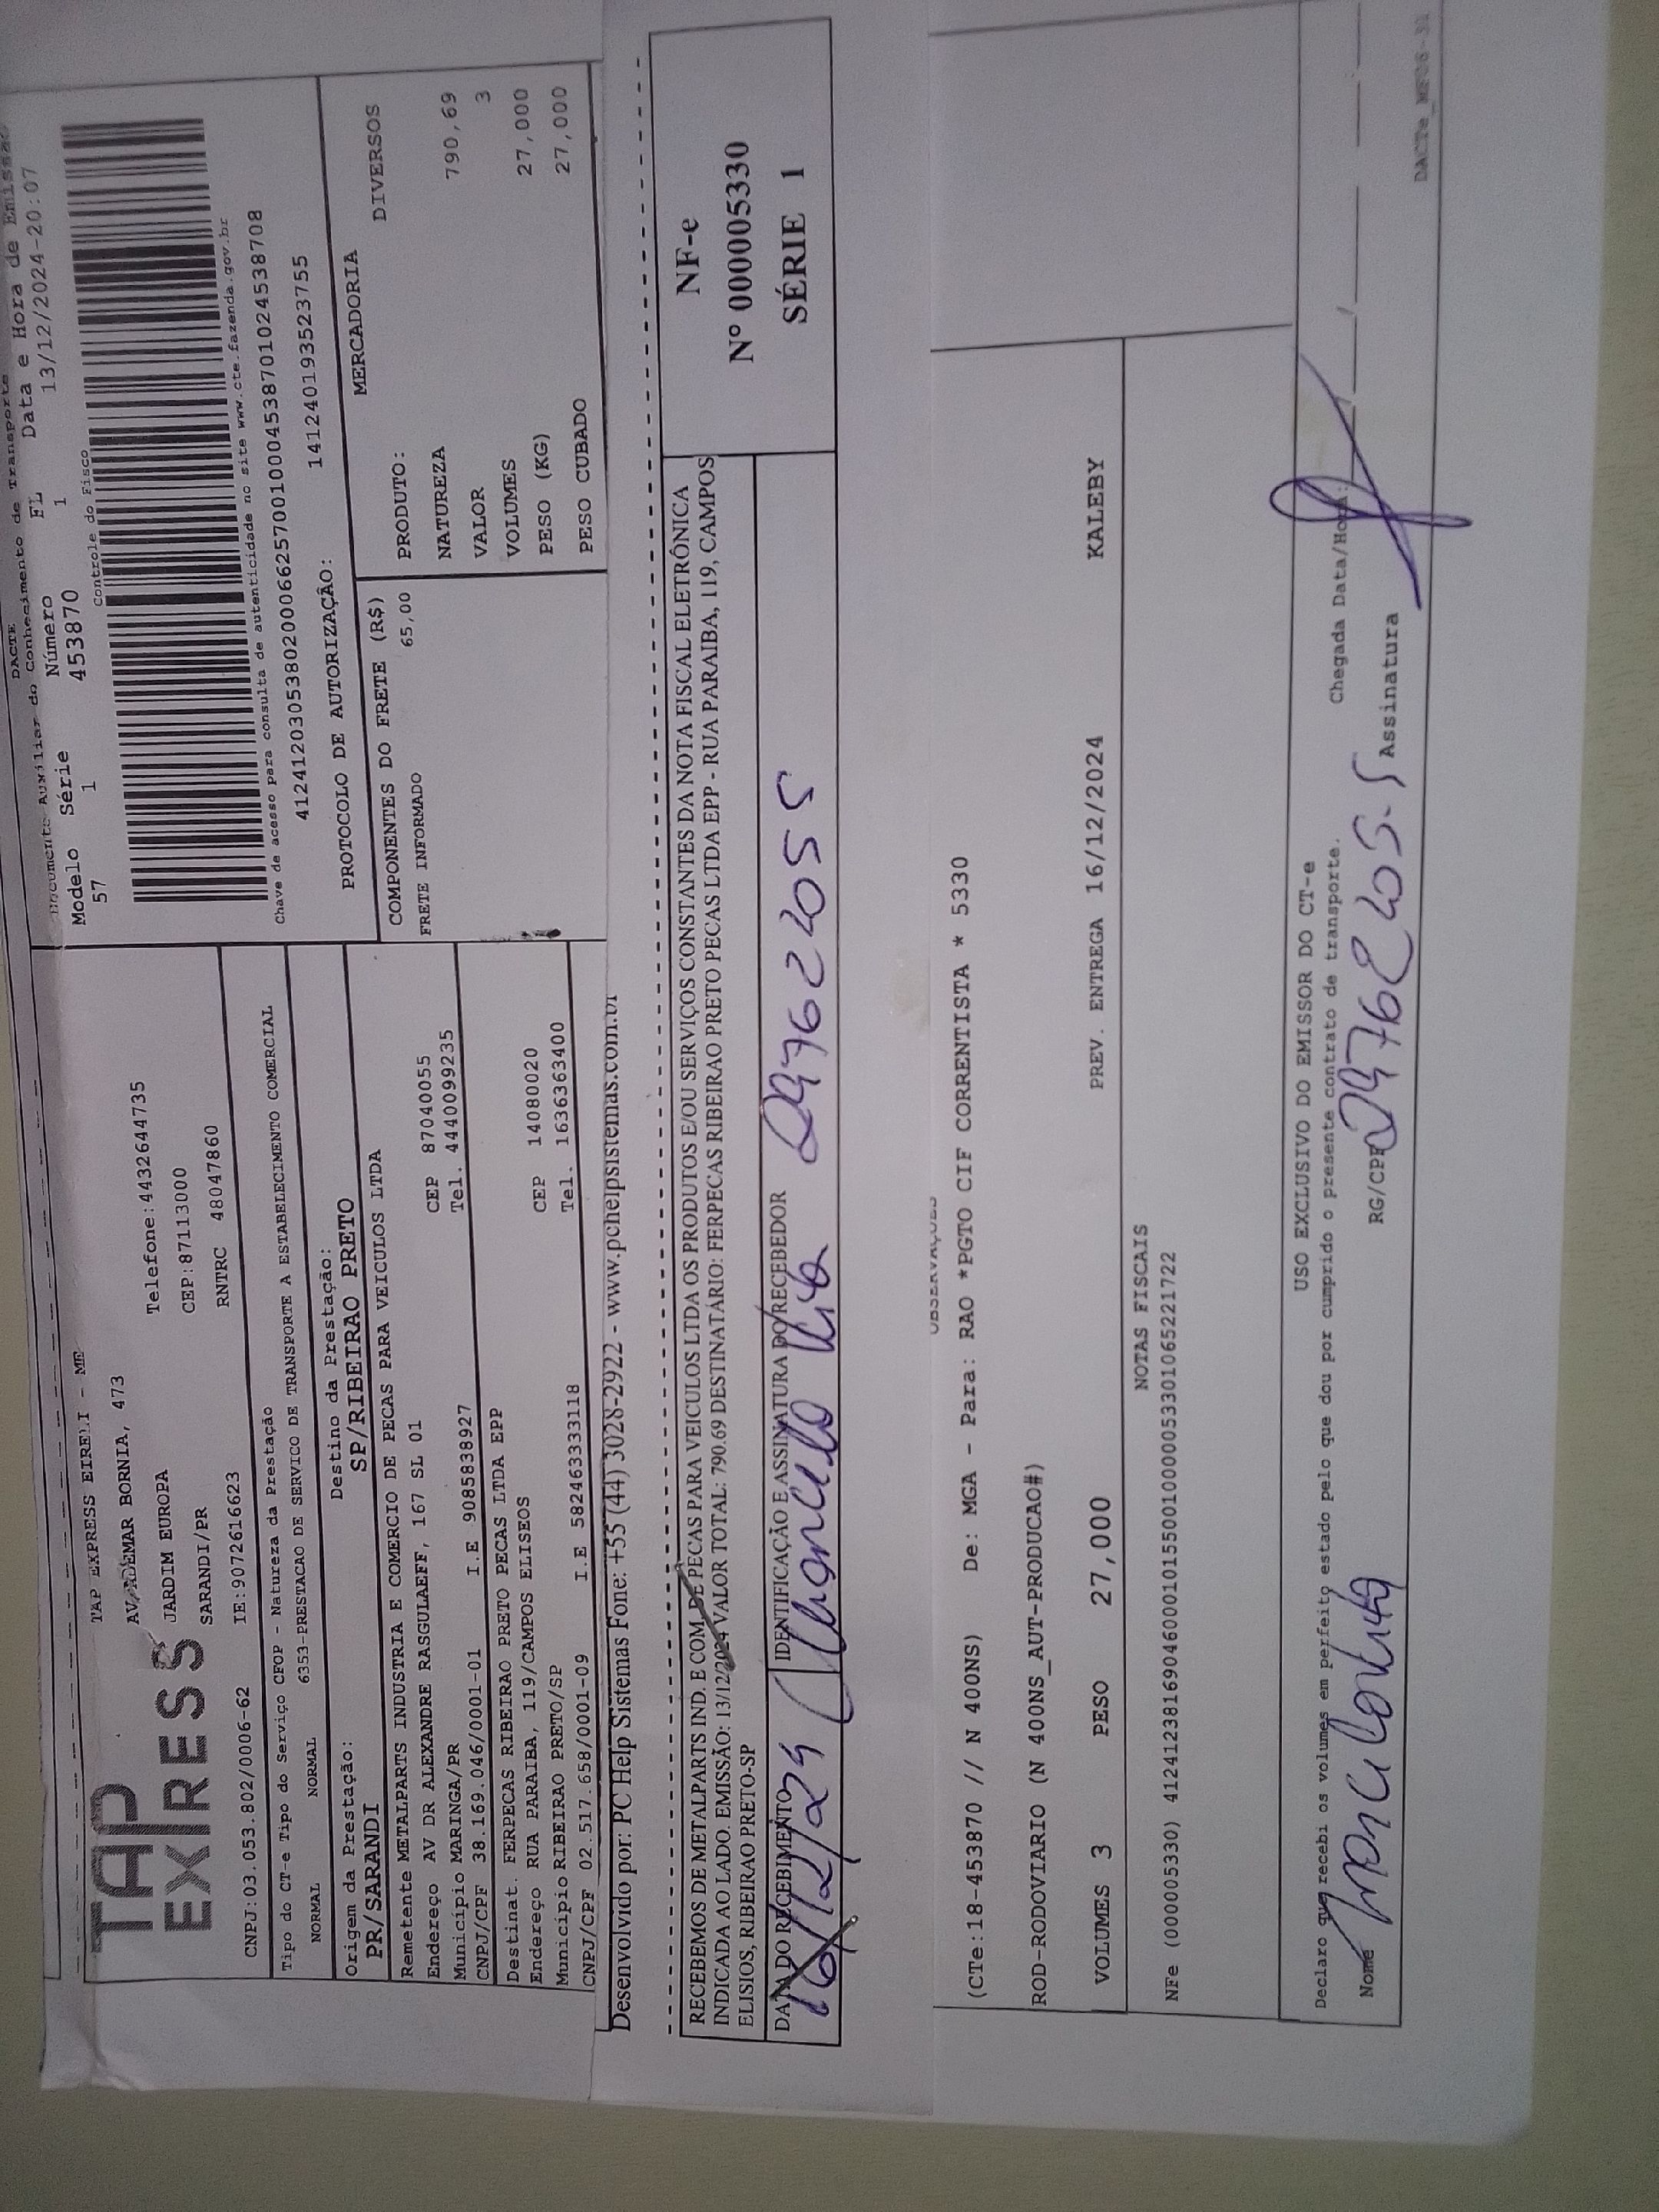 DACTE
Documento Auxiliar do Conhecimento de Transporte
Modelo Série Número FL Data e Hora de Emissão
57 1 453870 1 13/12/2024-20:07
Controle do Fisco
Chave de acesso para consulta de autenticidade no site www.cte.fazenda.gov.br
41241203053802000662570010004538701024538708
PROTOCOLO DE AUTORIZAÇÃO: 141240193523755
TAP EXPRESS
TAP EXPRESS EIRELI - ME
AV ADEMAR BORNIA, 473
JARDIM EUROPA
SARANDI/PR
Telefone:4432644735
CEP:87113000
RNTRC 48047860
CNPJ:03.053.802/0006-62 IE:9072616623
Tipo do CT-e Tipo do Serviço CFOP - Natureza da Prestação
NORMAL NORMAL 6353-PRESTACAO DE SERVICO DE TRANSPORTE A ESTABELECIMENTO COMERCIAL
Origem da Prestação: Destino da Prestação:
PR/SARANDI SP/RIBEIRAO PRETO
Remetente METALPARTS INDUSTRIA E COMERCIO DE PECAS PARA VEICULOS LTDA
Endereço AV DR ALEXANDRE RASGULAEFF, 167 SL 01 CEP 87040055
Município MARINGA/PR Tel. 4440099235
CNPJ/CPF 38.169.046/0001-01 I.E 9085838927
Destinat. FERPECAS RIBEIRAO PRETO PECAS LTDA EPP
Endereço RUA PARAIBA, 119/CAMPOS ELISEOS CEP 14080020
Município RIBEIRAO PRETO/SP Tel. 1636363400
CNPJ/CPF 02.517.658/0001-09 I.E 582463333118
COMPONENTES DO FRETE (R$)
FRETE INFORMADO 65,00
MERCADORIA
PRODUTO: DIVERSOS
NATUREZA
VALOR 790,69
VOLUMES 3
PESO (KG) 27,000
PESO CUBADO 27,000
Desenvolvido por: PC Help Sistemas Fone: +55 (44) 3028-2922 - www.pchelpsistemas.com.br
RECEBEMOS DE METALPARTS IND. E COM. DE PECAS PARA VEICULOS LTDA OS PRODUTOS E/OU SERVIÇOS CONSTANTES DA NOTA FISCAL ELETRÔNICA
INDICADA AO LADO. EMISSÃO: 13/12/2024 VALOR TOTAL: 790.69 DESTINATÁRIO: FERPECAS RIBEIRAO PRETO PECAS LTDA EPP - RUA PARAIBA, 119, CAMPOS
ELISIOS, RIBEIRAO PRETO-SP
NF-e
Nº 000005330
SÉRIE 1
DATA DO RECEBIMENTO IDENTIFICAÇÃO E ASSINATURA DO RECEBEDOR
16/12/24
OBSERVAÇÕES
(CTe:18-453870 // N 400NS) De: MGA - Para: RAO *PGTO CIF CORRENTISTA * 5330
ROD-RODOVIARIO (N 400NS_AUT-PRODUCAO#)
VOLUMES 3 PESO 27,000 PREV. ENTREGA 16/12/2024 KALEBY
NOTAS FISCAIS
NFe (000005330) 41241238169046000101550010000053301065221722
USO EXCLUSIVO DO EMISSOR DO CT-e
Declaro que recebi os volumes em perfeito estado pelo que dou por cumprido o presente contrato de transporte.
Chegada Data/Hora:
Nome RG/CPF Assinatura